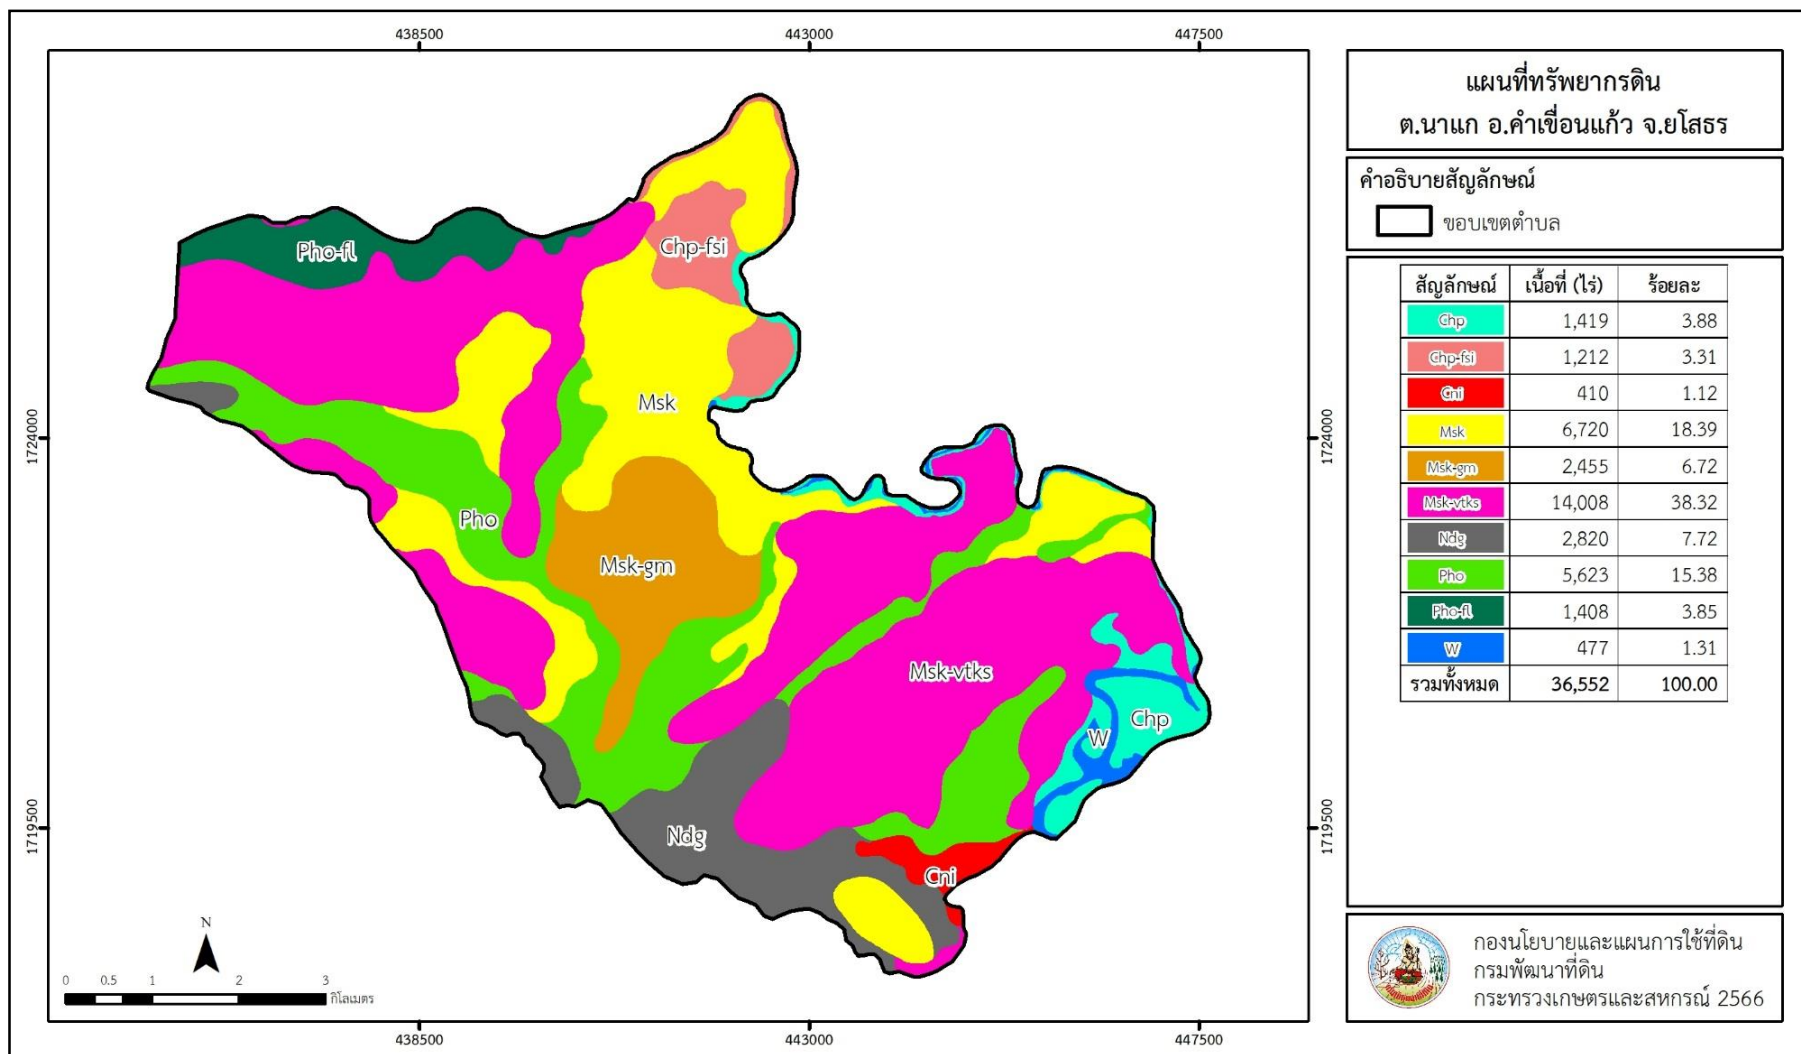 438500
443000
447500
แผนที่ทรัพยากรดิน
ต.นาแก อ.คำเขื่อนแก้ว จ.ยโสธร
คำอธิบายสัญลักษณ์
ขอบเขตตำบล
สัญลักษณ์ เนื้อที่ (ไร่) ร้อยละ
Chp 1,419 3.88
Chp-fsi 1,212 3.31
Cni 410 1.12
Msk 6,720 18.39
Msk-gm 2,455 6.72
Msk-vtks 14,008 38.32
Ndg 2,820 7.72
Pho 5,623 15.38
Pho-fl 1,408 3.85
W 477 1.31
รวมทั้งหมด 36,552 100.00
Pho-fl
Chp-fsi
Msk
1724000
1724000
Pho
Msk-gm
Msk-vtks
Chp
W
1719500
1719500
Ndg
Cni
N
0 0.5 1 2 3
กิโลเมตร
438500
443000
447500
กองนโยบายและแผนการใช้ที่ดิน
กรมพัฒนาที่ดิน
กระทรวงเกษตรและสหกรณ์ 2566